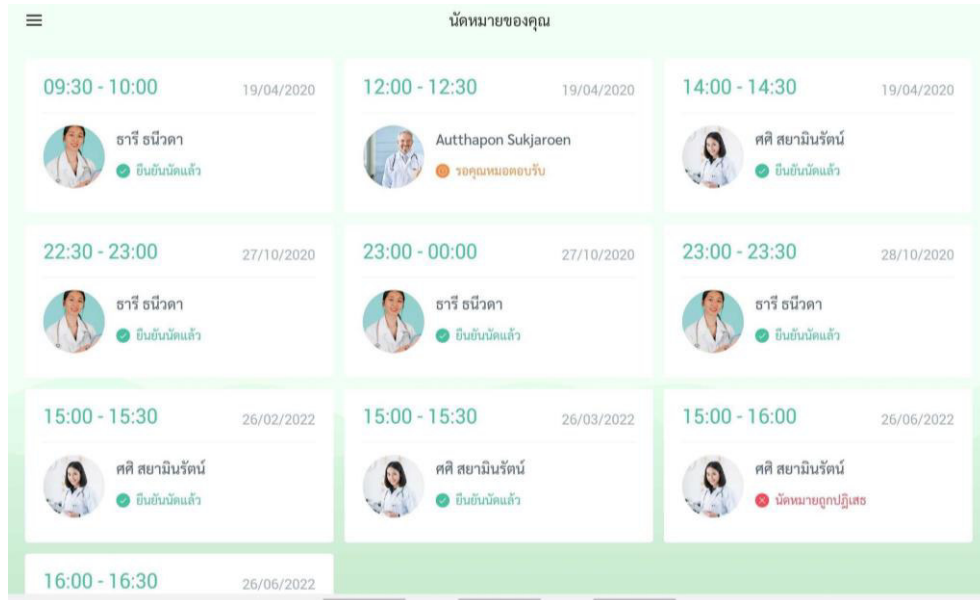 นัดหมายของคุณ
09:30 - 10:00 19/04/2020
ธารี ธนีวดา
ยืนยันนัดแล้ว
12:00 - 12:30 19/04/2020
Autthapon Sukjaroen
รอคุณหมอตอบรับ
14:00 - 14:30 19/04/2020
ศศิ สยามินรัตน์
ยืนยันนัดแล้ว
22:30 - 23:00 27/10/2020
ธารี ธนีวดา
ยืนยันนัดแล้ว
23:00 - 00:00 27/10/2020
ธารี ธนีวดา
ยืนยันนัดแล้ว
23:00 - 23:30 28/10/2020
ธารี ธนีวดา
ยืนยันนัดแล้ว
15:00 - 15:30 26/02/2022
ศศิ สยามินรัตน์
ยืนยันนัดแล้ว
15:00 - 15:30 26/03/2022
ศศิ สยามินรัตน์
ยืนยันนัดแล้ว
15:00 - 16:00 26/06/2022
ศศิ สยามินรัตน์
นัดหมายถูกปฏิเสธ
16:00 - 16:30 26/06/2022